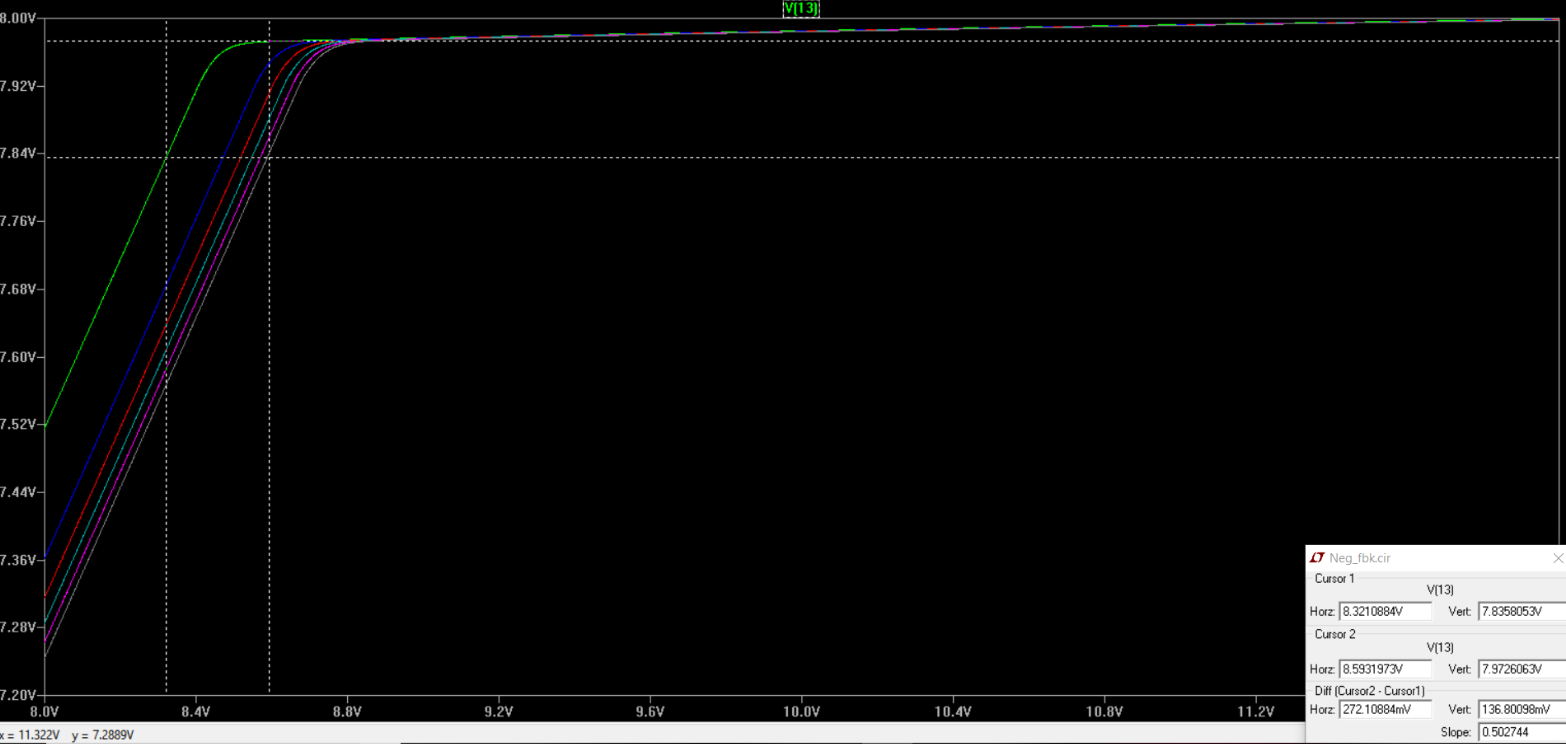 V(13)
8.00V
7.92V
7.84V
7.76V
7.68V
7.60V
7.52V
7.44V
7.36V
7.28V
7.20V
8.0V 8.4V 8.8V 9.2V 9.6V 10.0V 10.4V 10.8V 11.2V
Neg_fbk.cir
Cursor 1
V(13)
Horz: 8.3210884V Vert: 7.8358053V
Cursor 2
V(13)
Horz: 8.5931973V Vert: 7.9726063V
Diff (Cursor2 - Cursor1)
Horz: 272.10884mV Vert: 136.80098mV
Slope: 0.502744
x = 11.322V y = 7.2889V